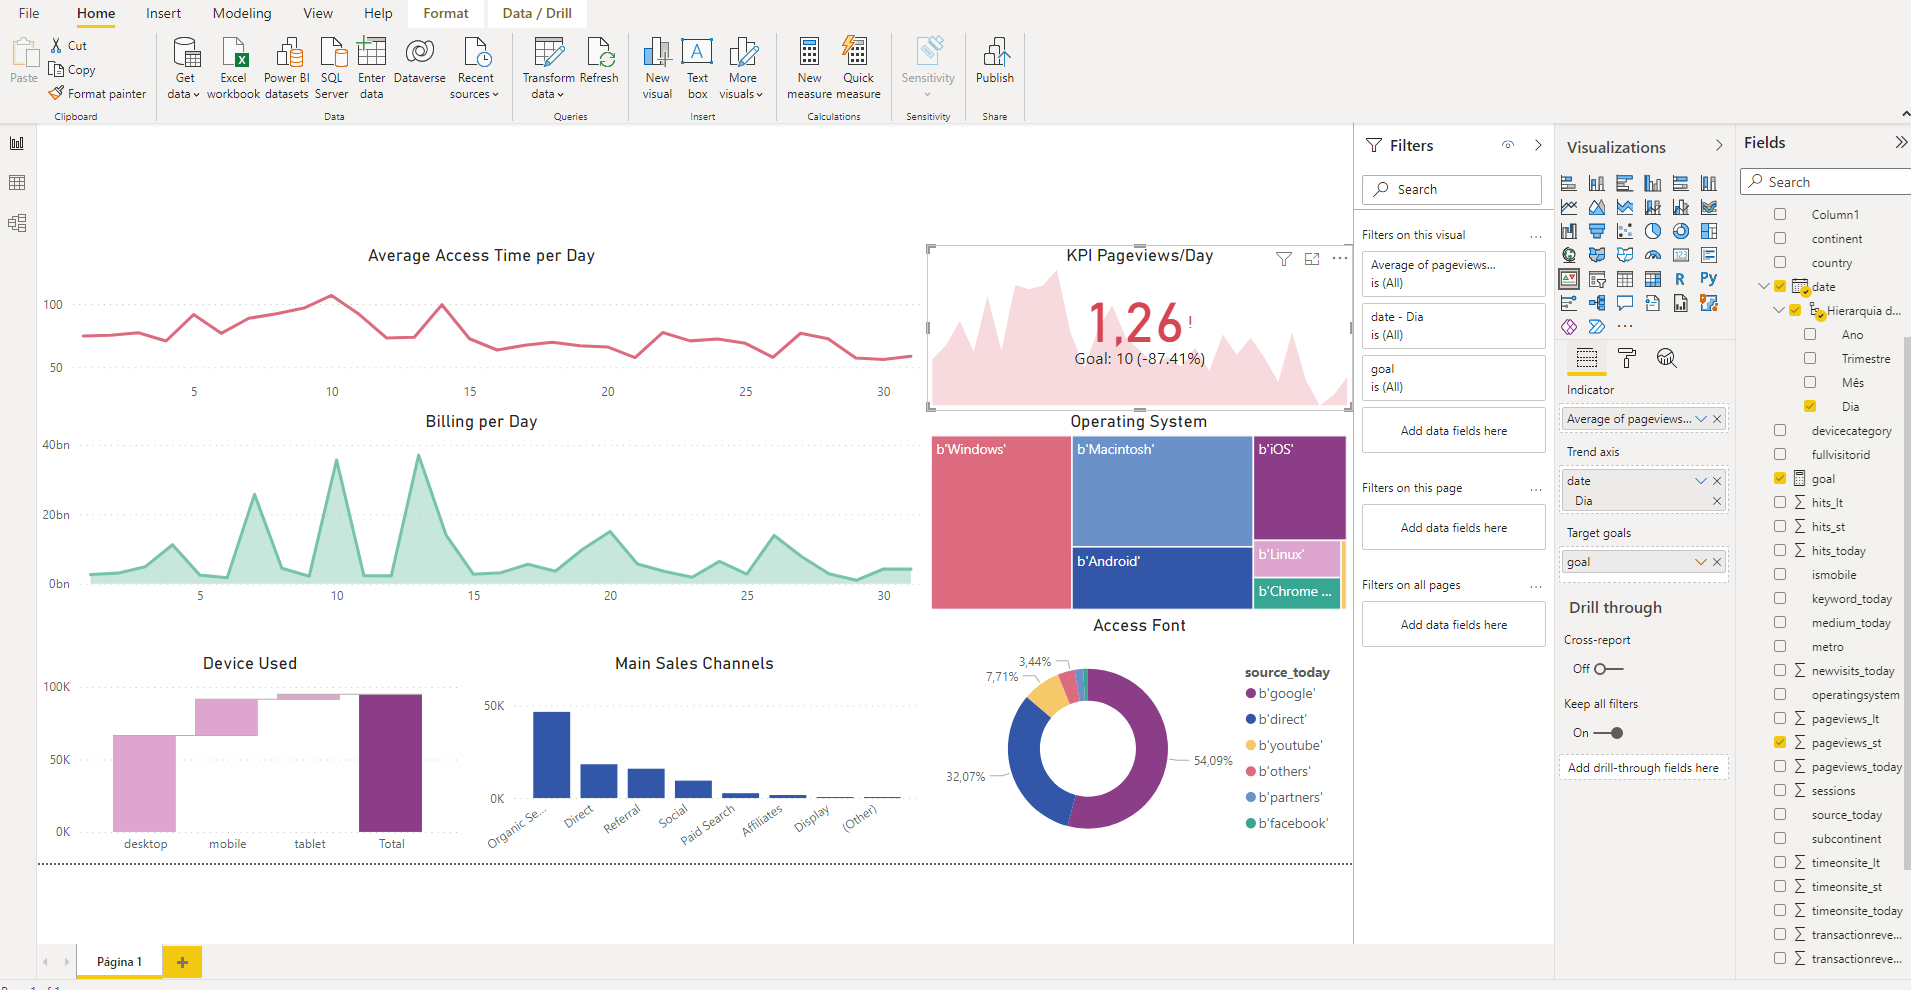 File Home Insert Modeling View Help Format Data / Drill
Paste
Cut
Copy
Format painter
Clipboard
Get data
Excel workbook
Power BI datasets
SQL Server
Enter data
Dataverse
Recent sources
Data
Transform data
Refresh
Queries
New visual
Text box
More visuals
Insert
New measure
Quick measure
Calculations
Sensitivity
Sensitivity
Publish
Share
Average Access Time per Day
100
50
5 10 15 20 25 30
Billing per Day
40bn
20bn
0bn
5 10 15 20 25 30
Device Used
100K
50K
0K
desktop mobile tablet Total
Main Sales Channels
50K
0K
Organic Se...
Direct
Referral
Social
Paid Search
Affiliates
Display
(Other)
KPI Pageviews/Day
1,26!
Goal: 10 (-87.41%)
Operating System
b'Windows'
b'Macintosh'
b'Android'
b'iOS'
b'Linux'
b'Chrome ...
Access Font
3,44%
7,71%
32,07%
54,09%
source_today
b'google'
b'direct'
b'youtube'
b'others'
b'partners'
b'facebook'
Filters
Search
Filters on this visual ...
Average of pageviews...
is (All)
date - Dia
is (All)
goal
is (All)
Add data fields here
Filters on this page ...
Add data fields here
Filters on all pages ...
Add data fields here
Visualizations
R
Py
123
...
Indicator
Average of pageviews...
Trend axis
date
Dia
Target goals
goal
Drill through
Cross-report
Off
Keep all filters
On
Add drill-through fields here
Fields
Search
Column1
continent
country
date
Hierarquia d...
Ano
Trimestre
Mês
Dia
devicecategory
fullvisitorid
goal
hits_lt
hits_st
hits_today
ismobile
keyword_today
medium_today
metro
newvisits_today
operatingsystem
pageviews_lt
pageviews_st
pageviews_today
sessions
source_today
subcontinent
timeonsite_lt
timeonsite_st
timeonsite_today
transactionreve...
transactionreve...
Página 1
+